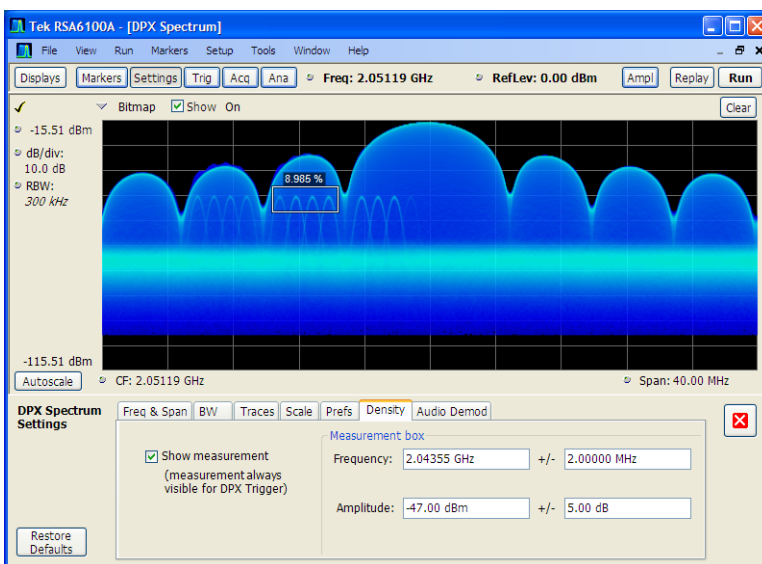 Tek RSA6100A - [DPX Spectrum]
File View Run Markers Setup Tools Window Help
Displays Markers Settings Trig Acq Ana Freq: 2.05119 GHz RefLev: 0.00 dBm Ampl Replay Run
Bitmap Show On Clear
-15.51 dBm
dB/div:
10.0 dB
RBW:
300 kHz
8.985 %
-115.51 dBm
Autoscale CF: 2.05119 GHz Span: 40.00 MHz
DPX Spectrum
Settings
Freq & Span BW Traces Scale Prefs Density Audio Demod
Measurement box
Show measurement
(measurement always
visible for DPX Trigger)
Frequency: 2.04355 GHz +/- 2.00000 MHz
Amplitude: -47.00 dBm +/- 5.00 dB
Restore
Defaults